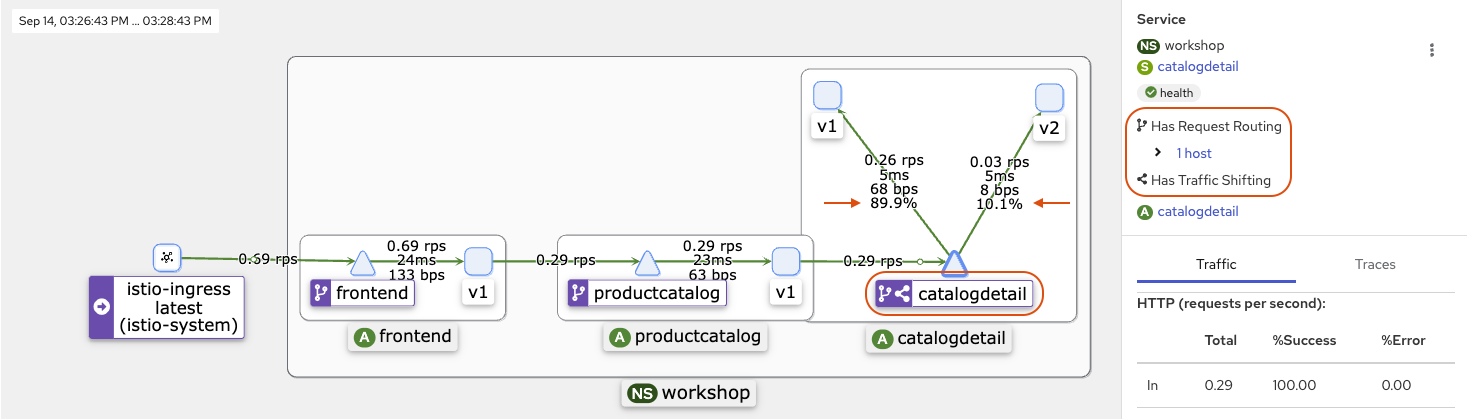 Sep 14, 03:26:43 PM ... 03:28:43 PM
v1
v2
0.26 rps
5ms
68 bps
89.9%
0.03 rps
5ms
8 bps
10.1%
0.69 rps
0.69 rps
24ms
133 bps
0.29 rps
0.29 rps
23ms
63 bps
0.29 rps
istio-ingress
latest
(istio-system)
frontend
v1
productcatalog
v1
catalogdetail
A frontend
A productcatalog
A catalogdetail
NS workshop
Service
NS workshop
S catalogdetail
health
Has Request Routing
1 host
Has Traffic Shifting
A catalogdetail
Traffic Traces
HTTP (requests per second):
Total %Success %Error
In 0.29 100.00 0.00